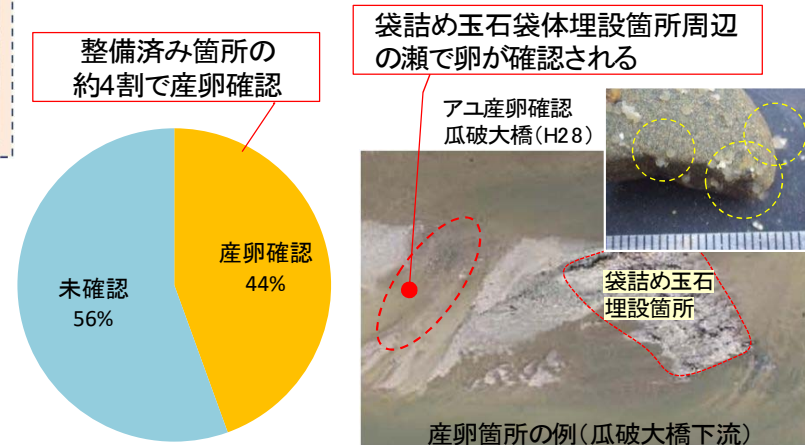 整備済み箇所の
約4割で産卵確認
袋詰め玉石袋体埋設箇所周辺
の瀬で卵が確認される
アユ産卵確認
瓜破大橋(H28)
産卵確認
44%
未確認
56%
袋詰め玉石
埋設箇所
産卵箇所の例(瓜破大橋下流)